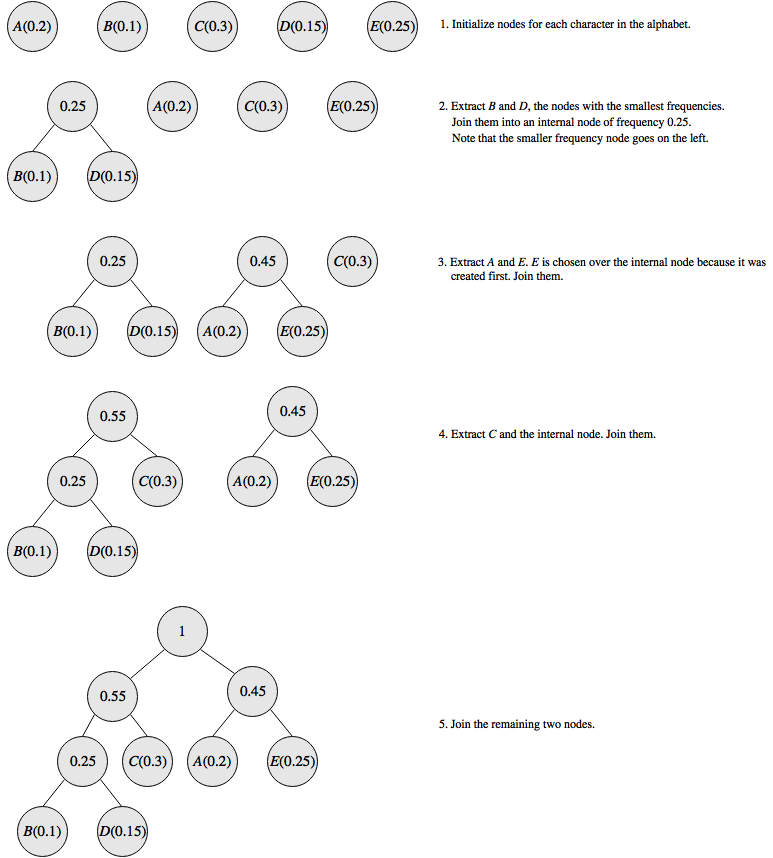 A(0.2) B(0.1) C(0.3) D(0.15) E(0.25) 1. Initialize nodes for each character in the alphabet.
0.25 A(0.2) C(0.3) E(0.25) 2. Extract B and D, the nodes with the smallest frequencies.
Join them into an internal node of frequency 0.25.
Note that the smaller frequency node goes on the left.
B(0.1) D(0.15)
0.25 0.45 C(0.3) 3. Extract A and E. E is chosen over the internal node because it was
created first. Join them.
B(0.1) D(0.15) A(0.2) E(0.25)
0.55 0.45
4. Extract C and the internal node. Join them.
0.25 C(0.3) A(0.2) E(0.25)
B(0.1) D(0.15)
1
0.55 0.45
5. Join the remaining two nodes.
0.25 C(0.3) A(0.2) E(0.25)
B(0.1) D(0.15)